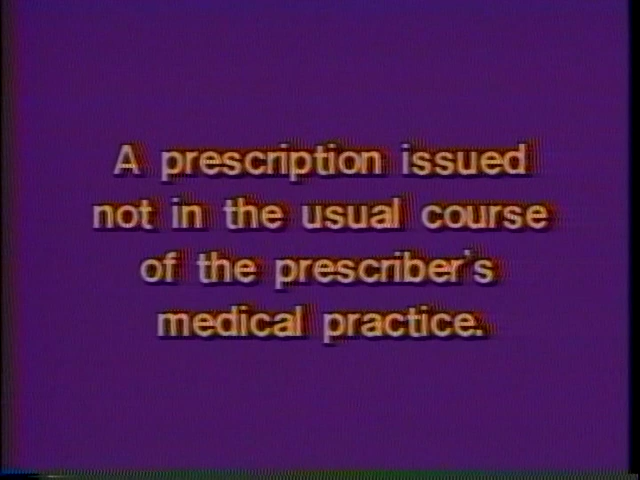 A prescription issued
not in the usual course
of the prescriber's
medical practice.